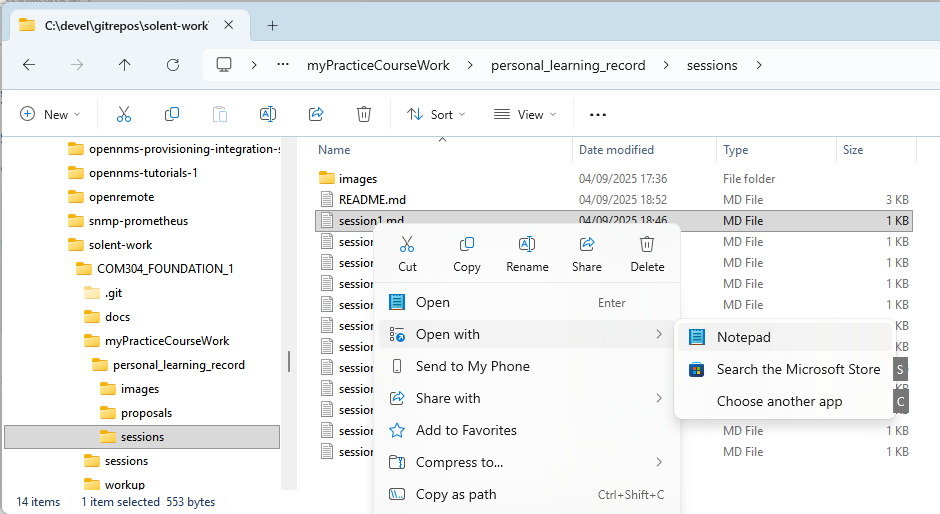 C:\devel\gitrepos\solent-work\
myPracticeCourseWork personal_learning_record sessions
New Sort View
opennms-provisioning-integration-s
opennms-tutorials-1
openremote
snmp-prometheus
solent-work
COM304_FOUNDATION_1
.git
docs
myPracticeCourseWork
personal_learning_record
images
proposals
sessions
sessions
workup
Name Date modified Type Size
images 04/09/2025 17:36 File folder
README.md 04/09/2025 18:52 MD File 3 KB
session1.md 04/09/2025 18:46 MD File 1 KB
session MD File 1 KB
session MD File 1 KB
session MD File 1 KB
session MD File 1 KB
session
session
session
session
session
session MD File 1 KB
session MD File 1 KB
Cut Copy Rename Share Delete
Open Enter
Open with
Send to My Phone
Share with
Add to Favorites
Compress to...
Copy as path Ctrl+Shift+C
Notepad
Search the Microsoft Store S
Choose another app C
14 items 1 item selected 553 bytes